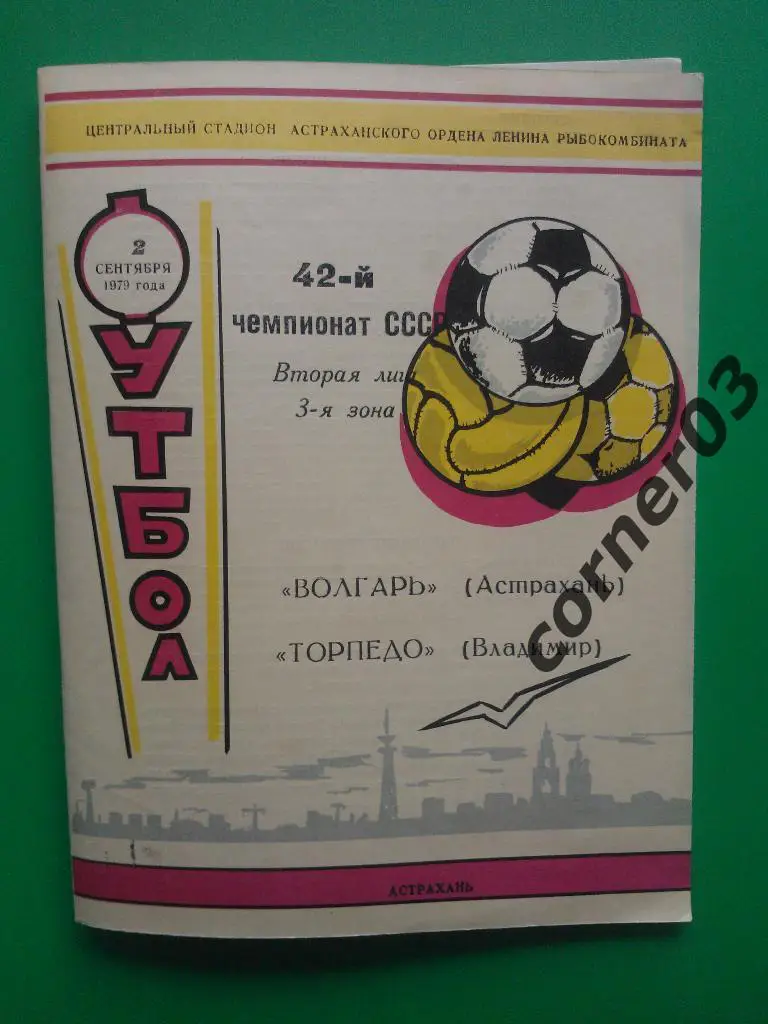 ЦЕНТРАЛЬНЫЙ СТАДИОН АСТРАХАНСКОГО ОРДЕНА ЛЕНИНА РЫБОКОМБИНАТА
2
СЕНТЯБРЯ
1979 года
ФУТБОЛ
42-й
чемпионат СССР
Вторая лига
3-я зона
«ВОЛГАРЬ» (Астрахань)
«ТОРПЕДО» (Владимир)
АСТРАХАНЬ
corner03